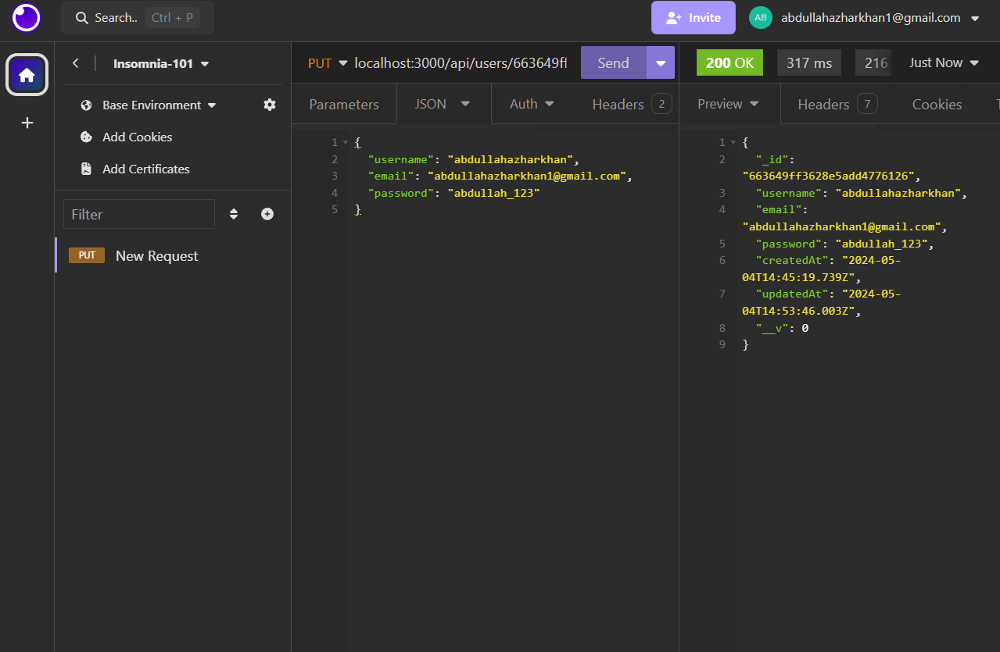 Search.. Ctrl + P
Invite
AB
abdullahazharkhan1@gmail.com
Insomnia-101
Base Environment
Add Cookies
Add Certificates
Filter
PUT New Request
PUT localhost:3000/api/users/663649ff
Send
Parameters JSON Auth Headers 2
1 {
2 "username": "abdullahazharkhan",
3 "email": "abdullahazharkhan1@gmail.com",
4 "password": "abdullah_123"
5 }
200 OK 317 ms 216 Just Now
Preview Headers 7 Cookies
1 {
2 "_id":
"663649ff3628e5add4776126",
3 "username": "abdullahazharkhan",
4 "email":
"abdullahazharkhan1@gmail.com",
5 "password": "abdullah_123",
6 "createdAt": "2024-05-
04T14:45:19.739Z",
7 "updatedAt": "2024-05-
04T14:53:46.003Z",
8 "__v": 0
9 }